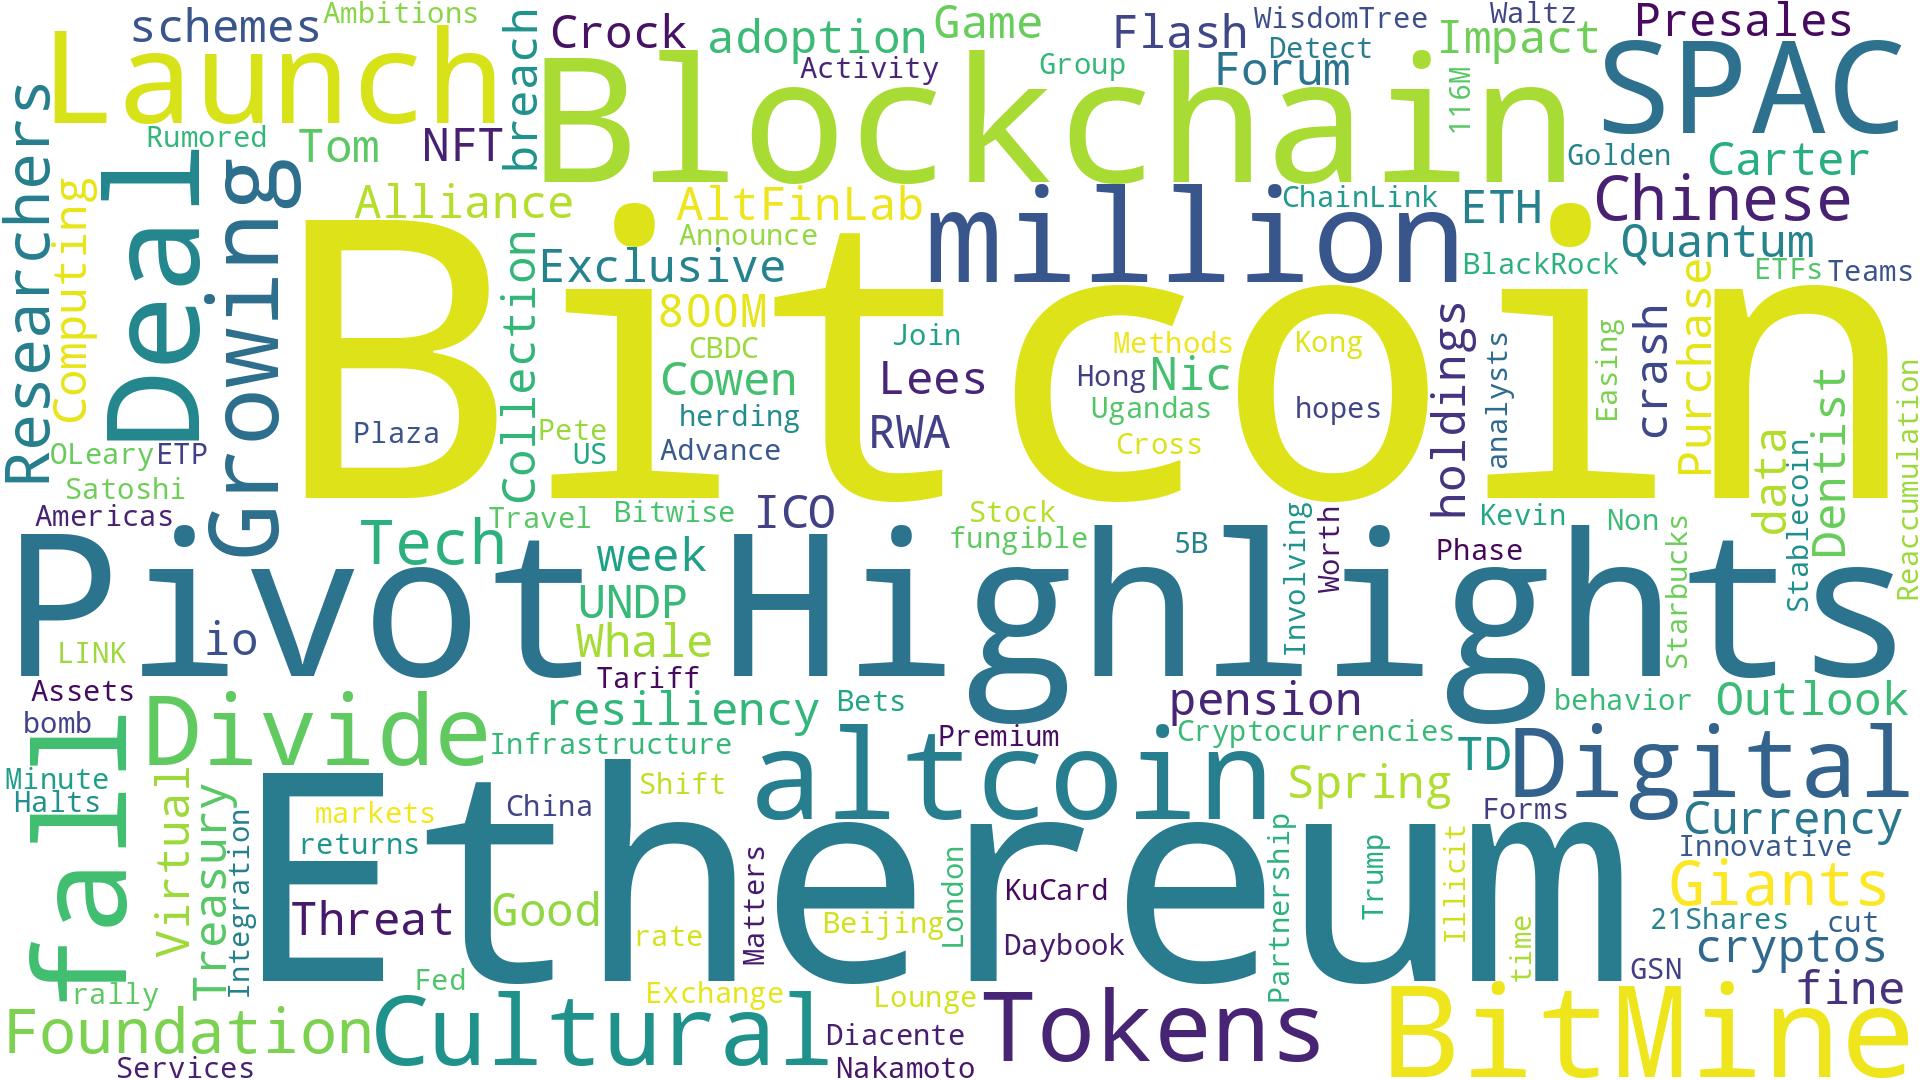 Ambitions
schemes
Launch
Crock
breach
adoption
Game
Activity
Group
Flash
WisdomTree
Detect
Forum
Waltz
Impact
116M
Presales
SPAC
Blockchain
Researchers
Rumored
Tom
NFT
Golden
Carter
Computing
Deal
Growing
Alliance
AltFinLab
Announce
million
ChainLink
ETH
Chinese
Quantum
BlackRock
ETFs
Teams
Exclusive
Collection
Bitcoin
800M
CBDC
Cowen
herding
Advance
Join
Lees
RWA
Methods
Hong
Kong
Nic
Ugandas
hopes
Cross
holdings
analysts
Easing
crash
Purchase
data
Dentist
Stablecoin
Reaccumulation
Plaza
Pete
US
OLeary
ETP
Satoshi
Americas
Travel
Bitwise
ICO
Stock
fungible
5B
Involving
Worth
Phase
Kevin
Non
Starbucks
Tech
week
UNDP
Whale
Tariff
Pivot
Highlights
io
LINK
Assets
bomb
fall
Divide
resiliency
Infrastructure
Bets
Premium
pension
Cryptocurrencies
behavior
Outlook
Minute
Halts
Virtual
Treasury
Integration
markets
returns
China
Shift
altcoin
Spring
TD
Digital
Forms
Currency
Innovative
Giants
21Shares
cut
cryptos
GSN
fine
Ethereum
Threat
Good
rate
Matters
Beijing
London
KuCard
Daybook
Partnership
Trump
Illicit
time
rally
Fed
Exchange
Lounge
Foundation
Cultural
Services
Diacente
Nakamoto
Tokens
BitMine